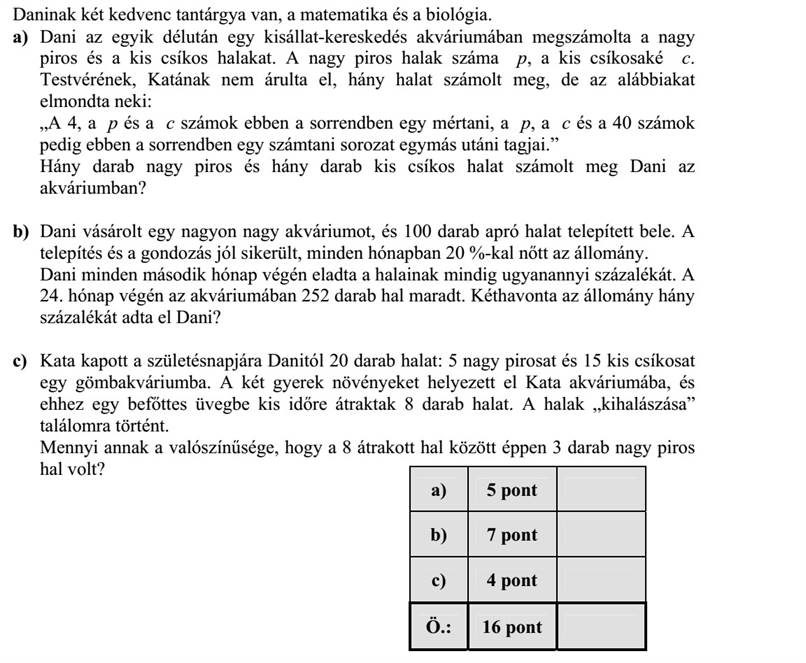 Daninak két kedvenc tantárgya van, a matematika és a biológia.
a) Dani az egyik délután egy kisállat-kereskedés akváriumában megszámolta a nagy
piros és a kis csíkos halakat. A nagy piros halak száma p, a kis csíkosaké c.
Testvérének, Katának nem árulta el, hány halat számolt meg, de az alábbiakat
elmondta neki:
„A 4, a p és a c számok ebben a sorrendben egy mértani, a p, a c és a 40 számok
pedig ebben a sorrendben egy számtani sorozat egymás utáni tagjai.”
Hány darab nagy piros és hány darab kis csíkos halat számolt meg Dani az
akváriumban?
b) Dani vásárolt egy nagyon nagy akváriumot, és 100 darab apró halat telepített bele. A
telepítés és a gondozás jól sikerült, minden hónapban 20 %-kal nőtt az állomány.
Dani minden második hónap végén eladta a halainak mindig ugyanannyi százalékát. A
24. hónap végén az akváriumában 252 darab hal maradt. Kéthavonta az állomány hány
százalékát adta el Dani?
c) Kata kapott a születésnapjára Danitól 20 darab halat: 5 nagy pirosat és 15 kis csíkosat
egy gömbakváriumba. A két gyerek növényeket helyezett el Kata akváriumába, és
ehhez egy befőttes üvegbe kis időre átraktak 8 darab halat. A halak „kihalászása”
találomra történt.
Mennyi annak a valószínűsége, hogy a 8 átrakott hal között éppen 3 darab nagy piros
hal volt?
a) 5 pont
b) 7 pont
c) 4 pont
Ö.: 16 pont